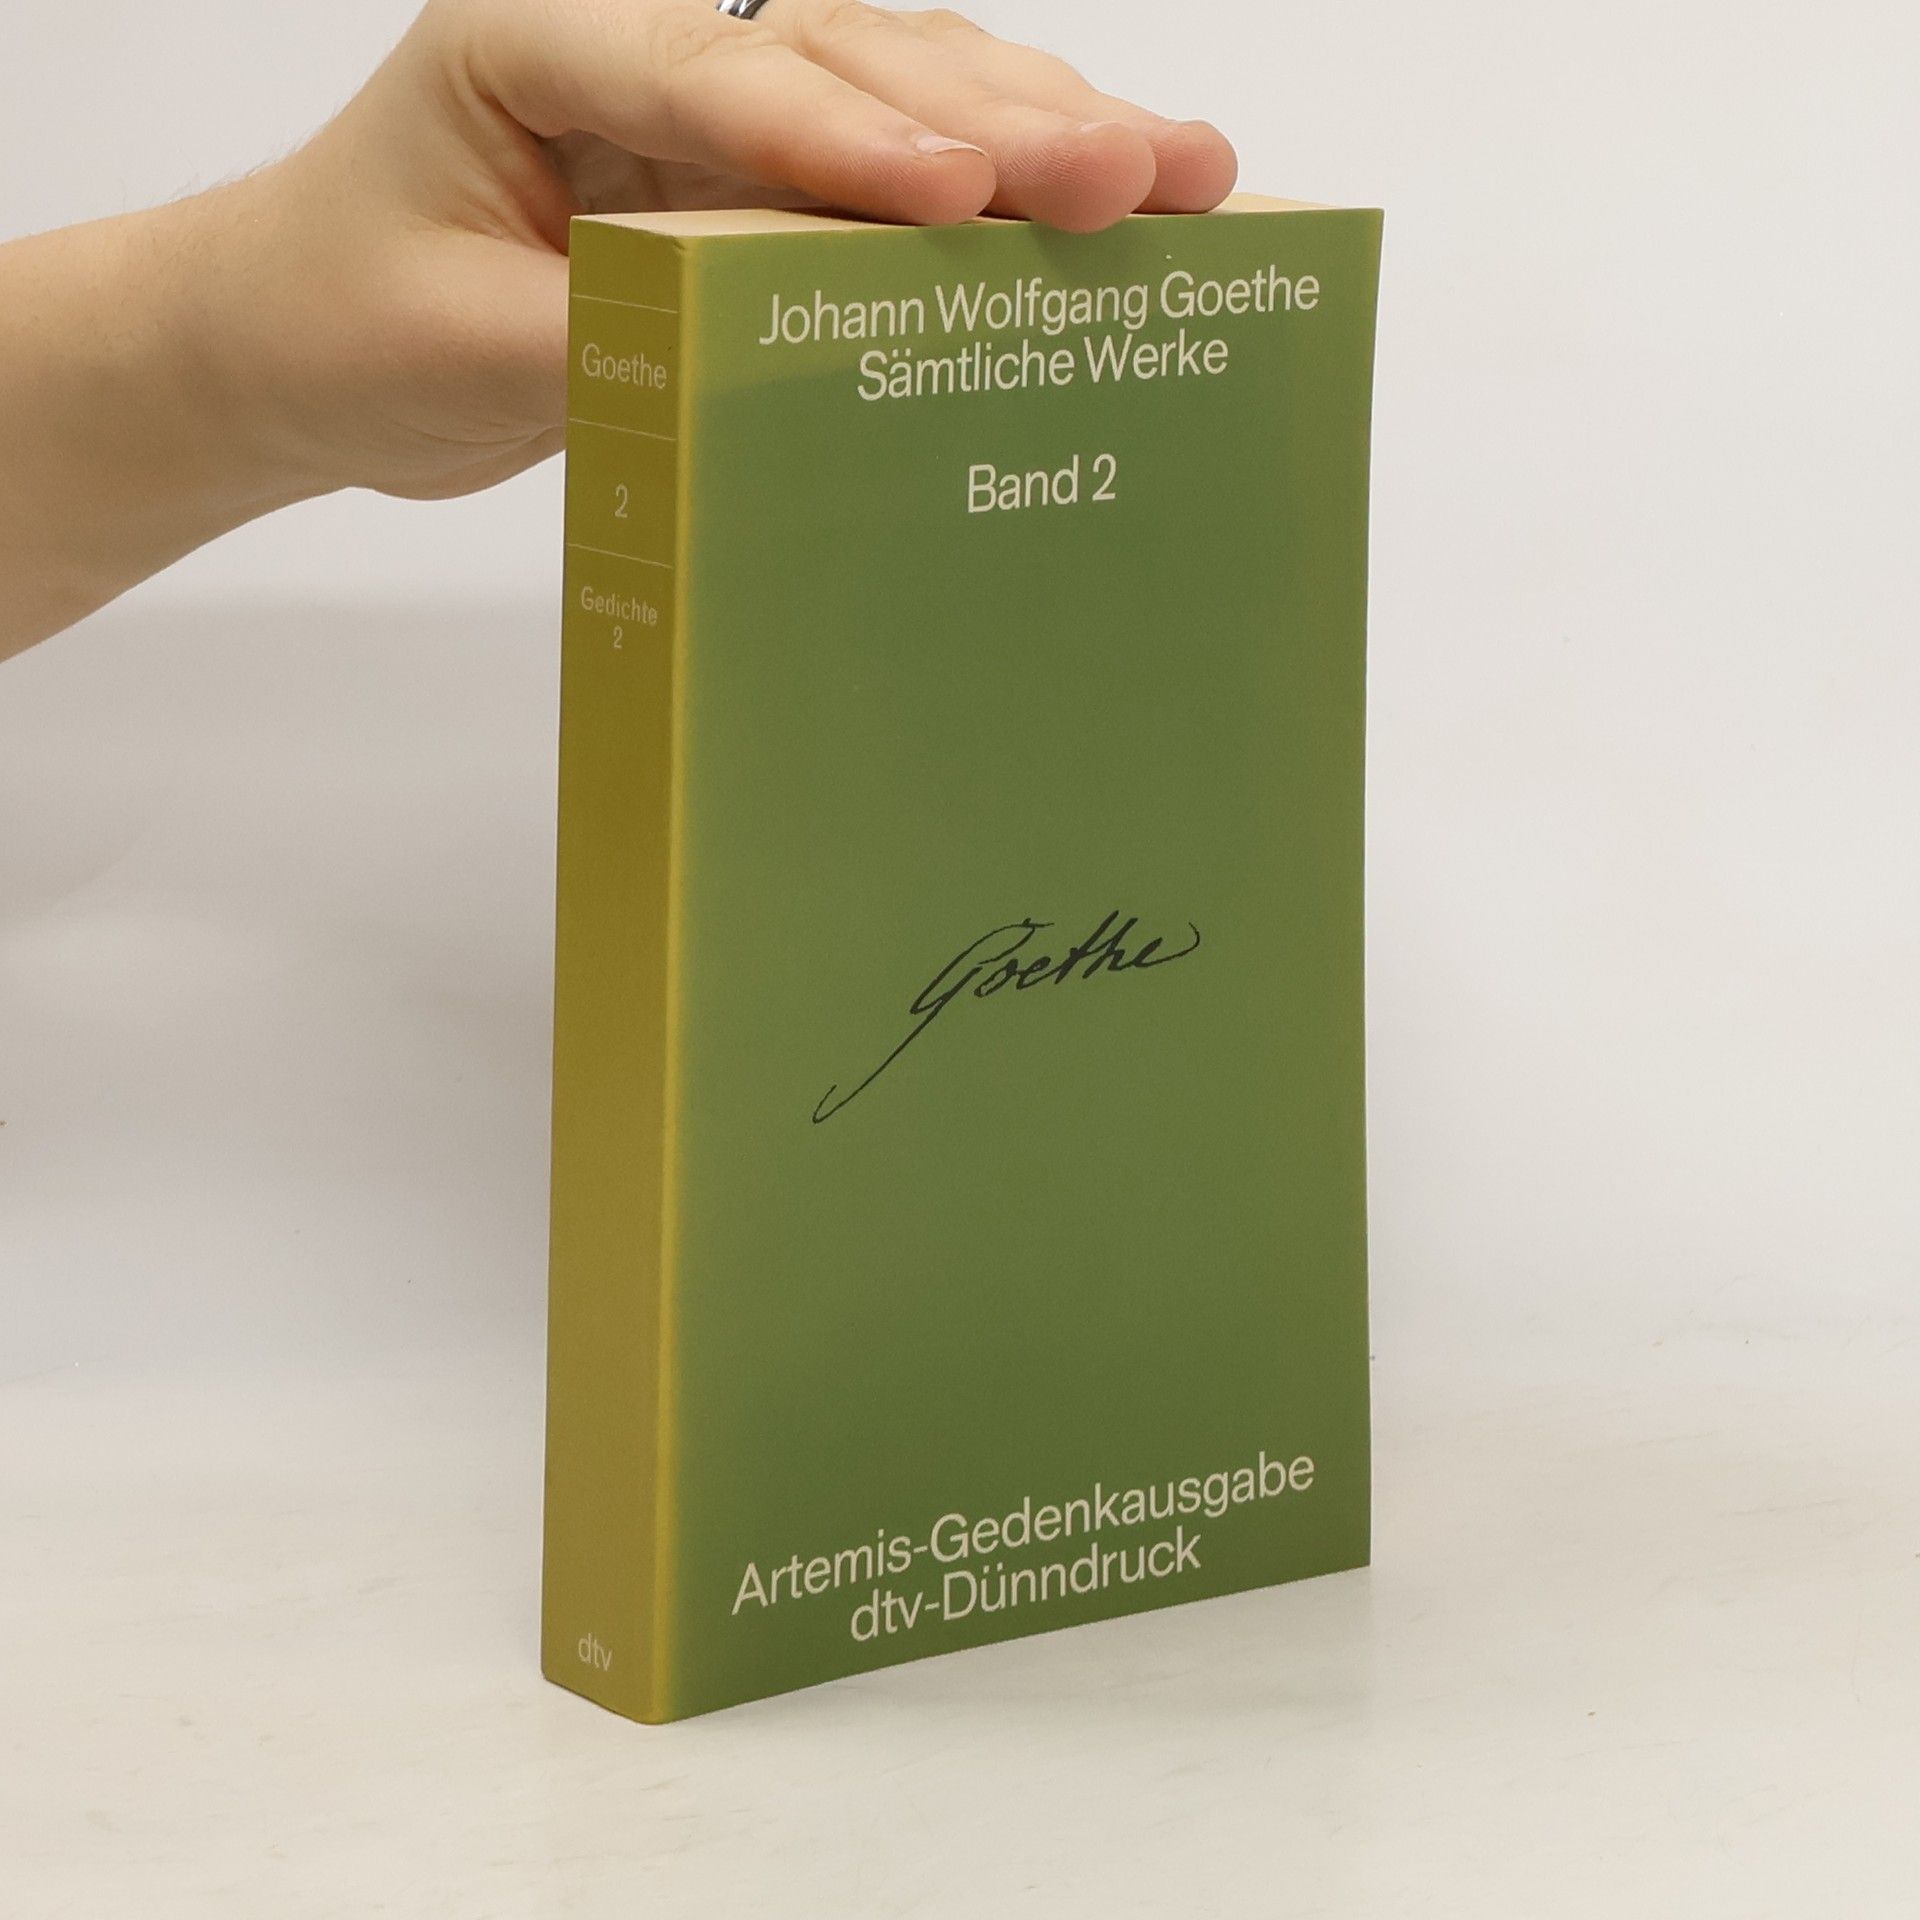 Johann Wolfgang Goethe
Sämtliche Werke
Band 2
Goethe
Artemis-Gedenkausgabe
dtv-Dünndruck
Goethe
2
Gedichte
2
dtv